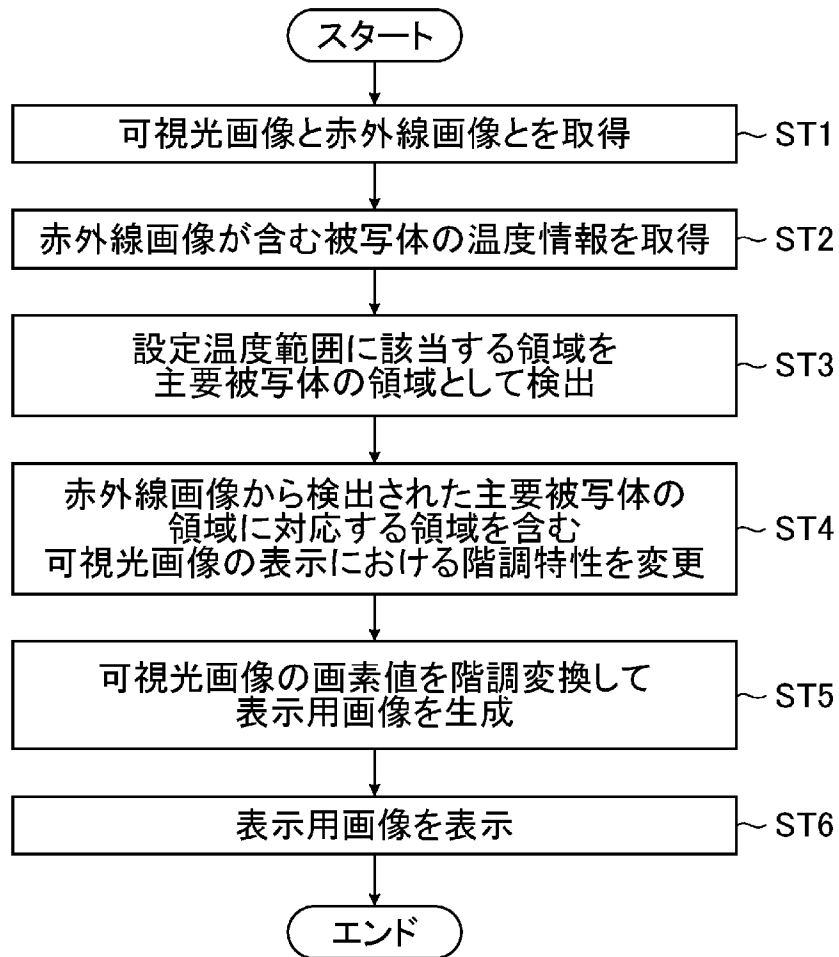 スタート
可視光画像と赤外線画像とを取得
ST1
赤外線画像が含む被写体の温度情報を取得
ST2
設定温度範囲に該当する領域を
主要被写体の領域として検出
ST3
赤外線画像から検出された主要被写体の
領域に対応する領域を含む
可視光画像の表示における階調特性を変更
ST4
可視光画像の画素値を階調変換して
表示用画像を生成
ST5
表示用画像を表示
ST6
エンド